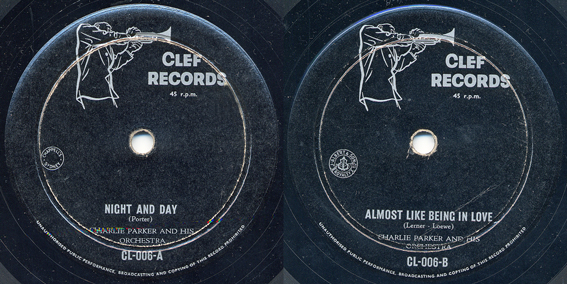 CLEF
RECORDS
45 r.p.m.
CHAPPELL
SYDNEY
NIGHT AND DAY
(Porter)
CHARLIE PARKER AND HIS
ORCHESTRA
CL-006-A
UNAUTHORISED PUBLIC PERFORMANCE, BROADCASTING AND COPYING OF THIS RECORD PROHIBITED
CLEF
RECORDS
45 r.p.m.
ALMOST LIKE BEING IN LOVE
(Lerner - Loewe)
CHARLIE PARKER AND HIS
ORCHESTRA
CL-006-B
UNAUTHORISED PUBLIC PERFORMANCE, BROADCASTING AND COPYING OF THIS RECORD PROHIBITED